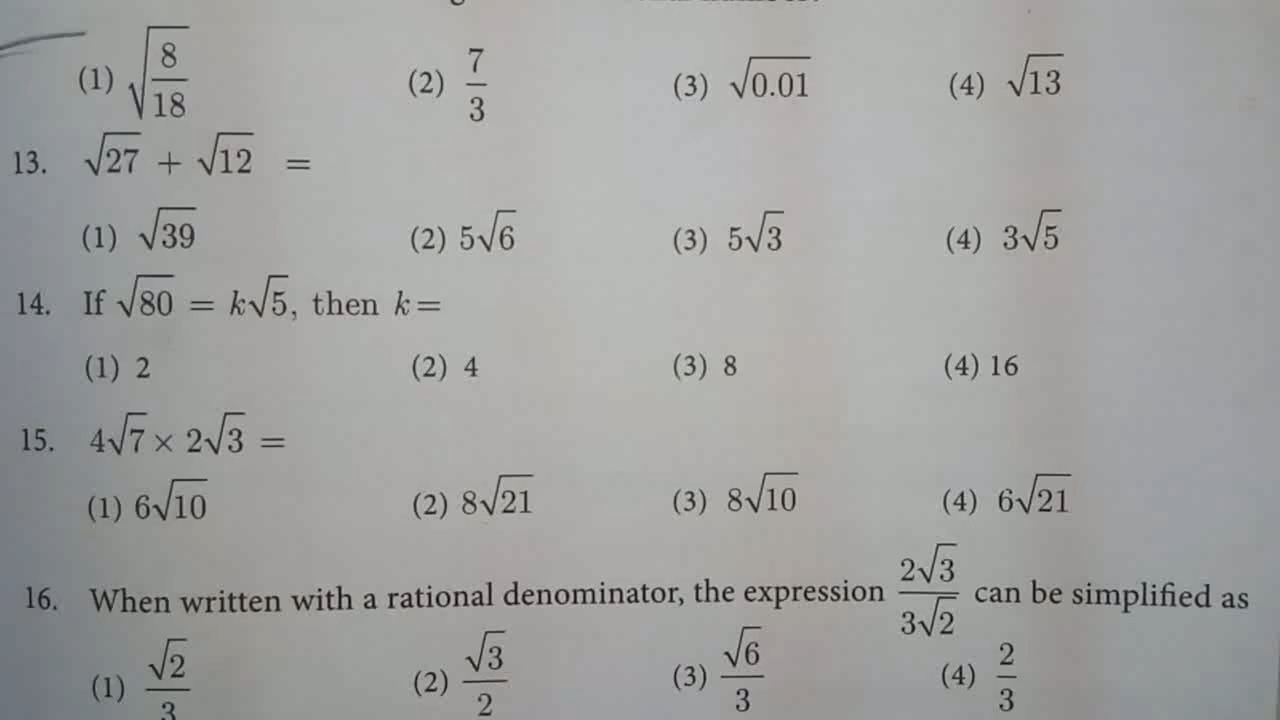 (1) √(8/18) (2) 7/3 (3) √0.01 (4) √13
13. √27 + √12 =
(1) √39 (2) 5√6 (3) 5√3 (4) 3√5
14. If √80 = k√5, then k=
(1) 2 (2) 4 (3) 8 (4) 16
15. 4√7 × 2√3 =
(1) 6√10 (2) 8√21 (3) 8√10 (4) 6√21
16. When written with a rational denominator, the expression 2√3/3√2 can be simplified as
(1) √2/3 (2) √3/2 (3) √6/3 (4) 2/3